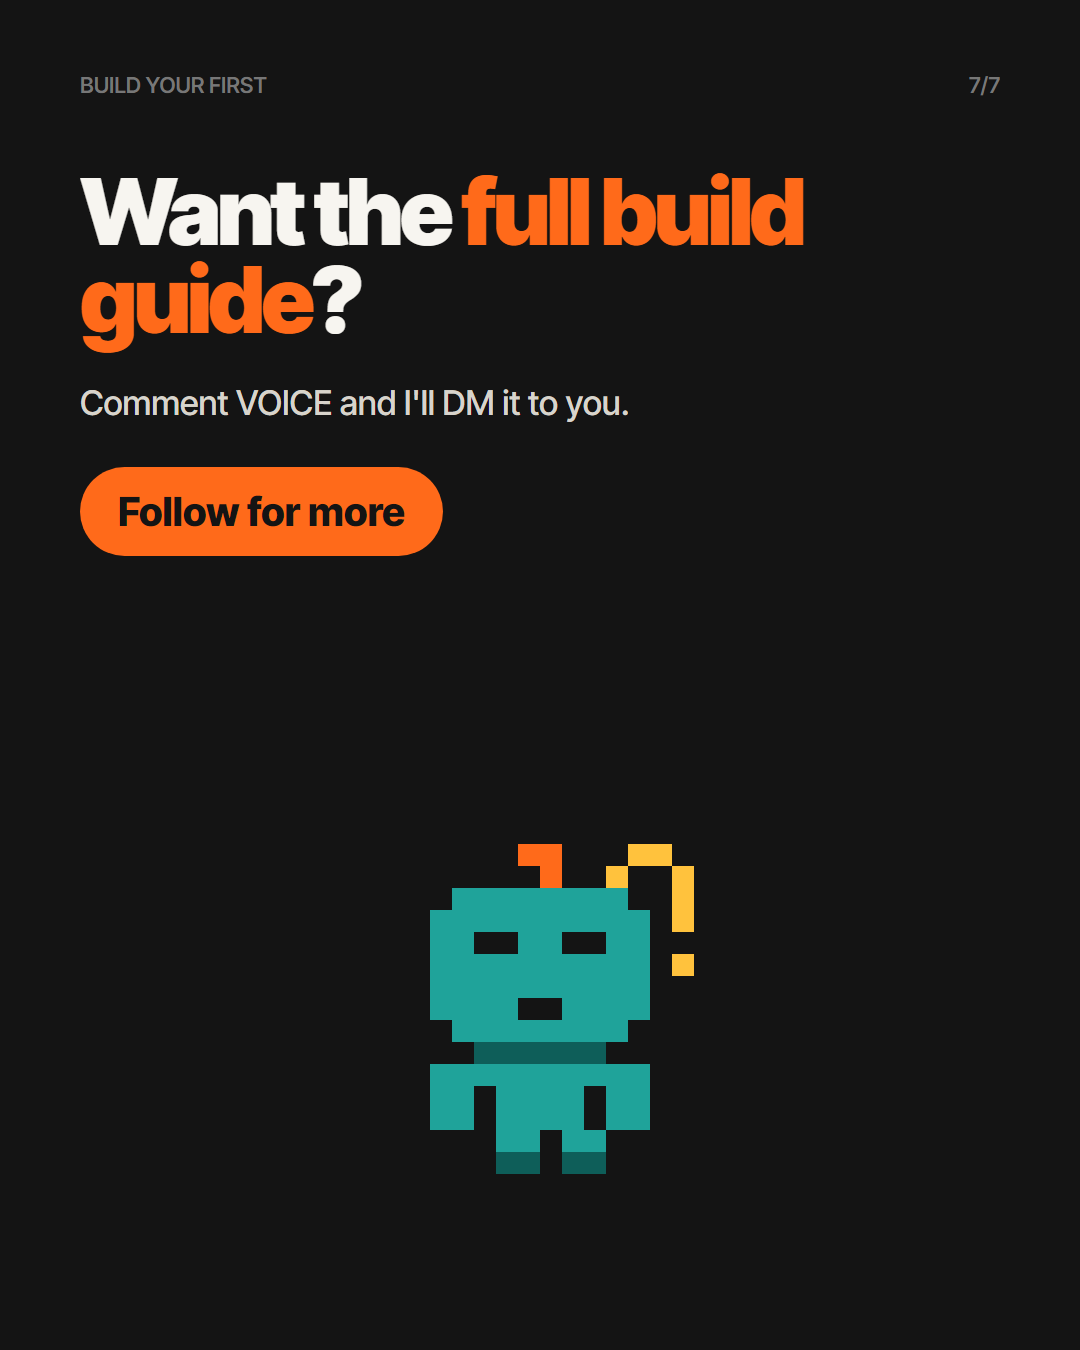 BUILD YOUR FIRST
7/7
Want the full build
guide?
Comment VOICE and I'll DM it to you.
Follow for more